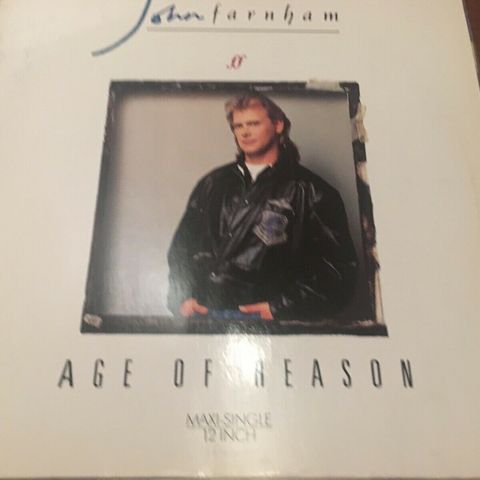 John farnham
AGE OF REASON
MAXI-SINGLE
12 INCH